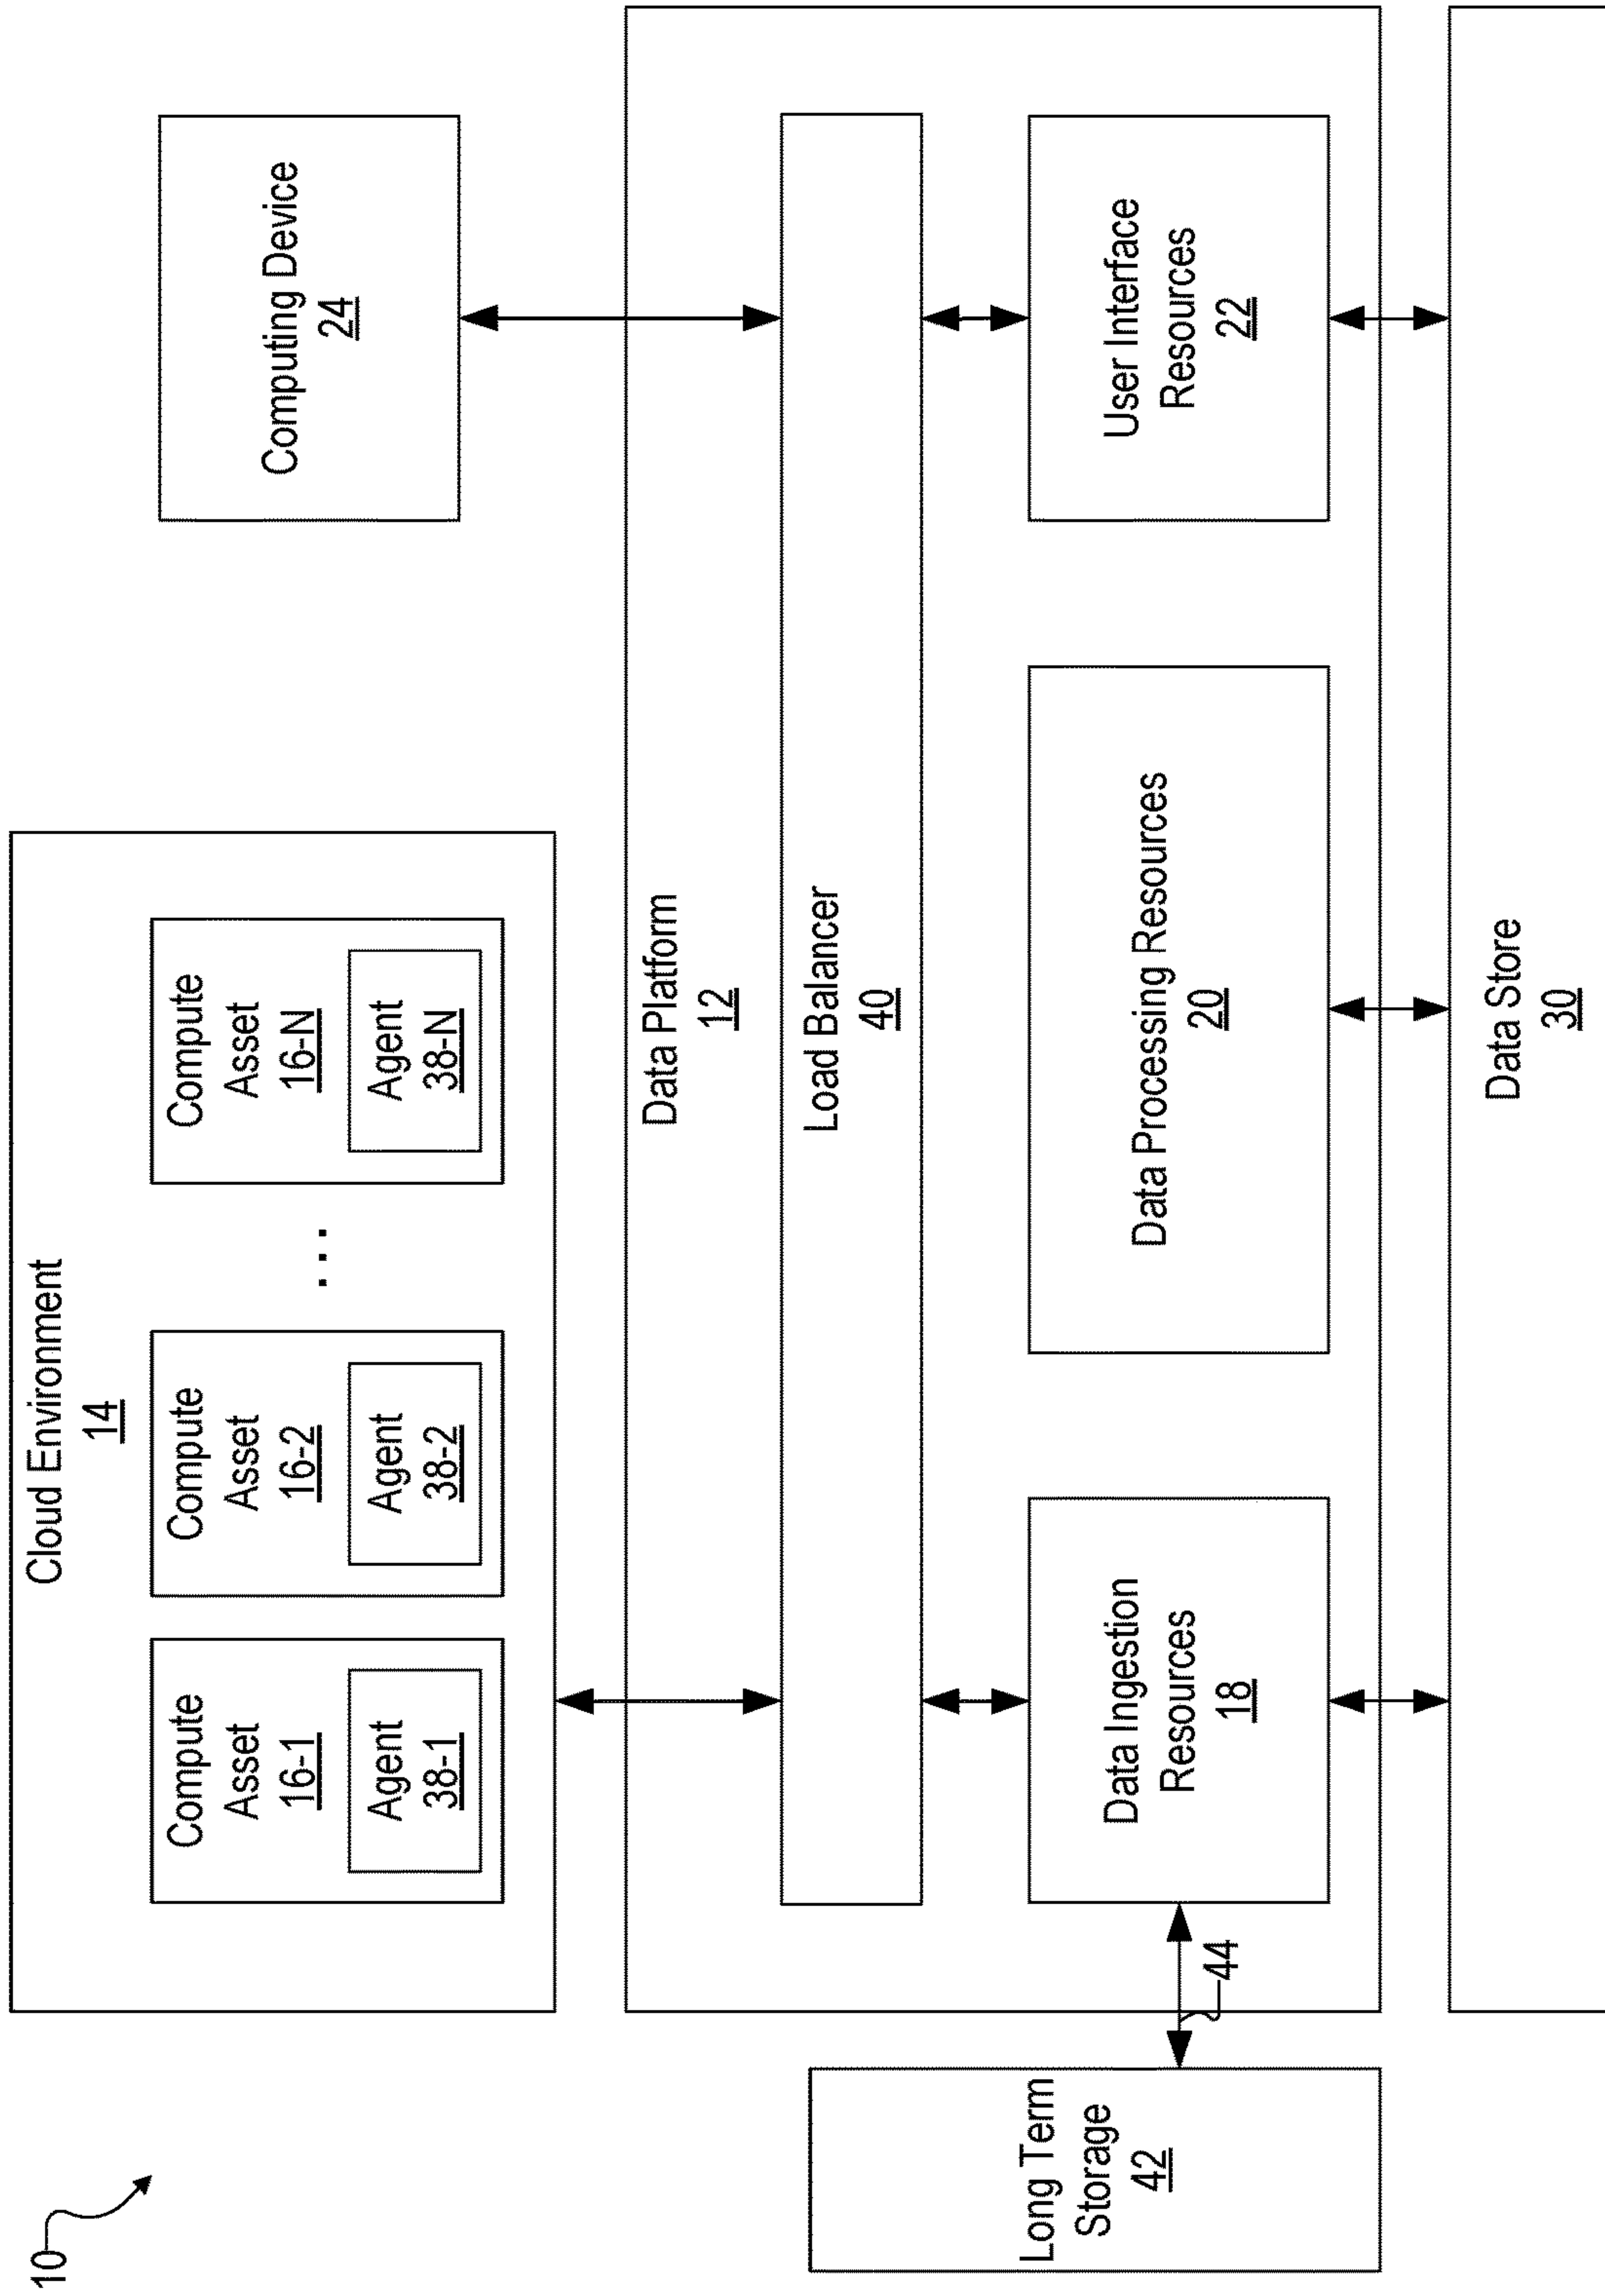 10
Cloud Environment
14
Compute
Asset
16-1
Agent
38-1
Compute
Asset
16-2
Agent
38-2
...
Compute
Asset
16-N
Agent
38-N
Computing Device
24
Data Platform
12
Load Balancer
40
Long Term
Storage
42
44
Data Ingestion
Resources
18
Data Processing Resources
20
User Interface
Resources
22
Data Store
30